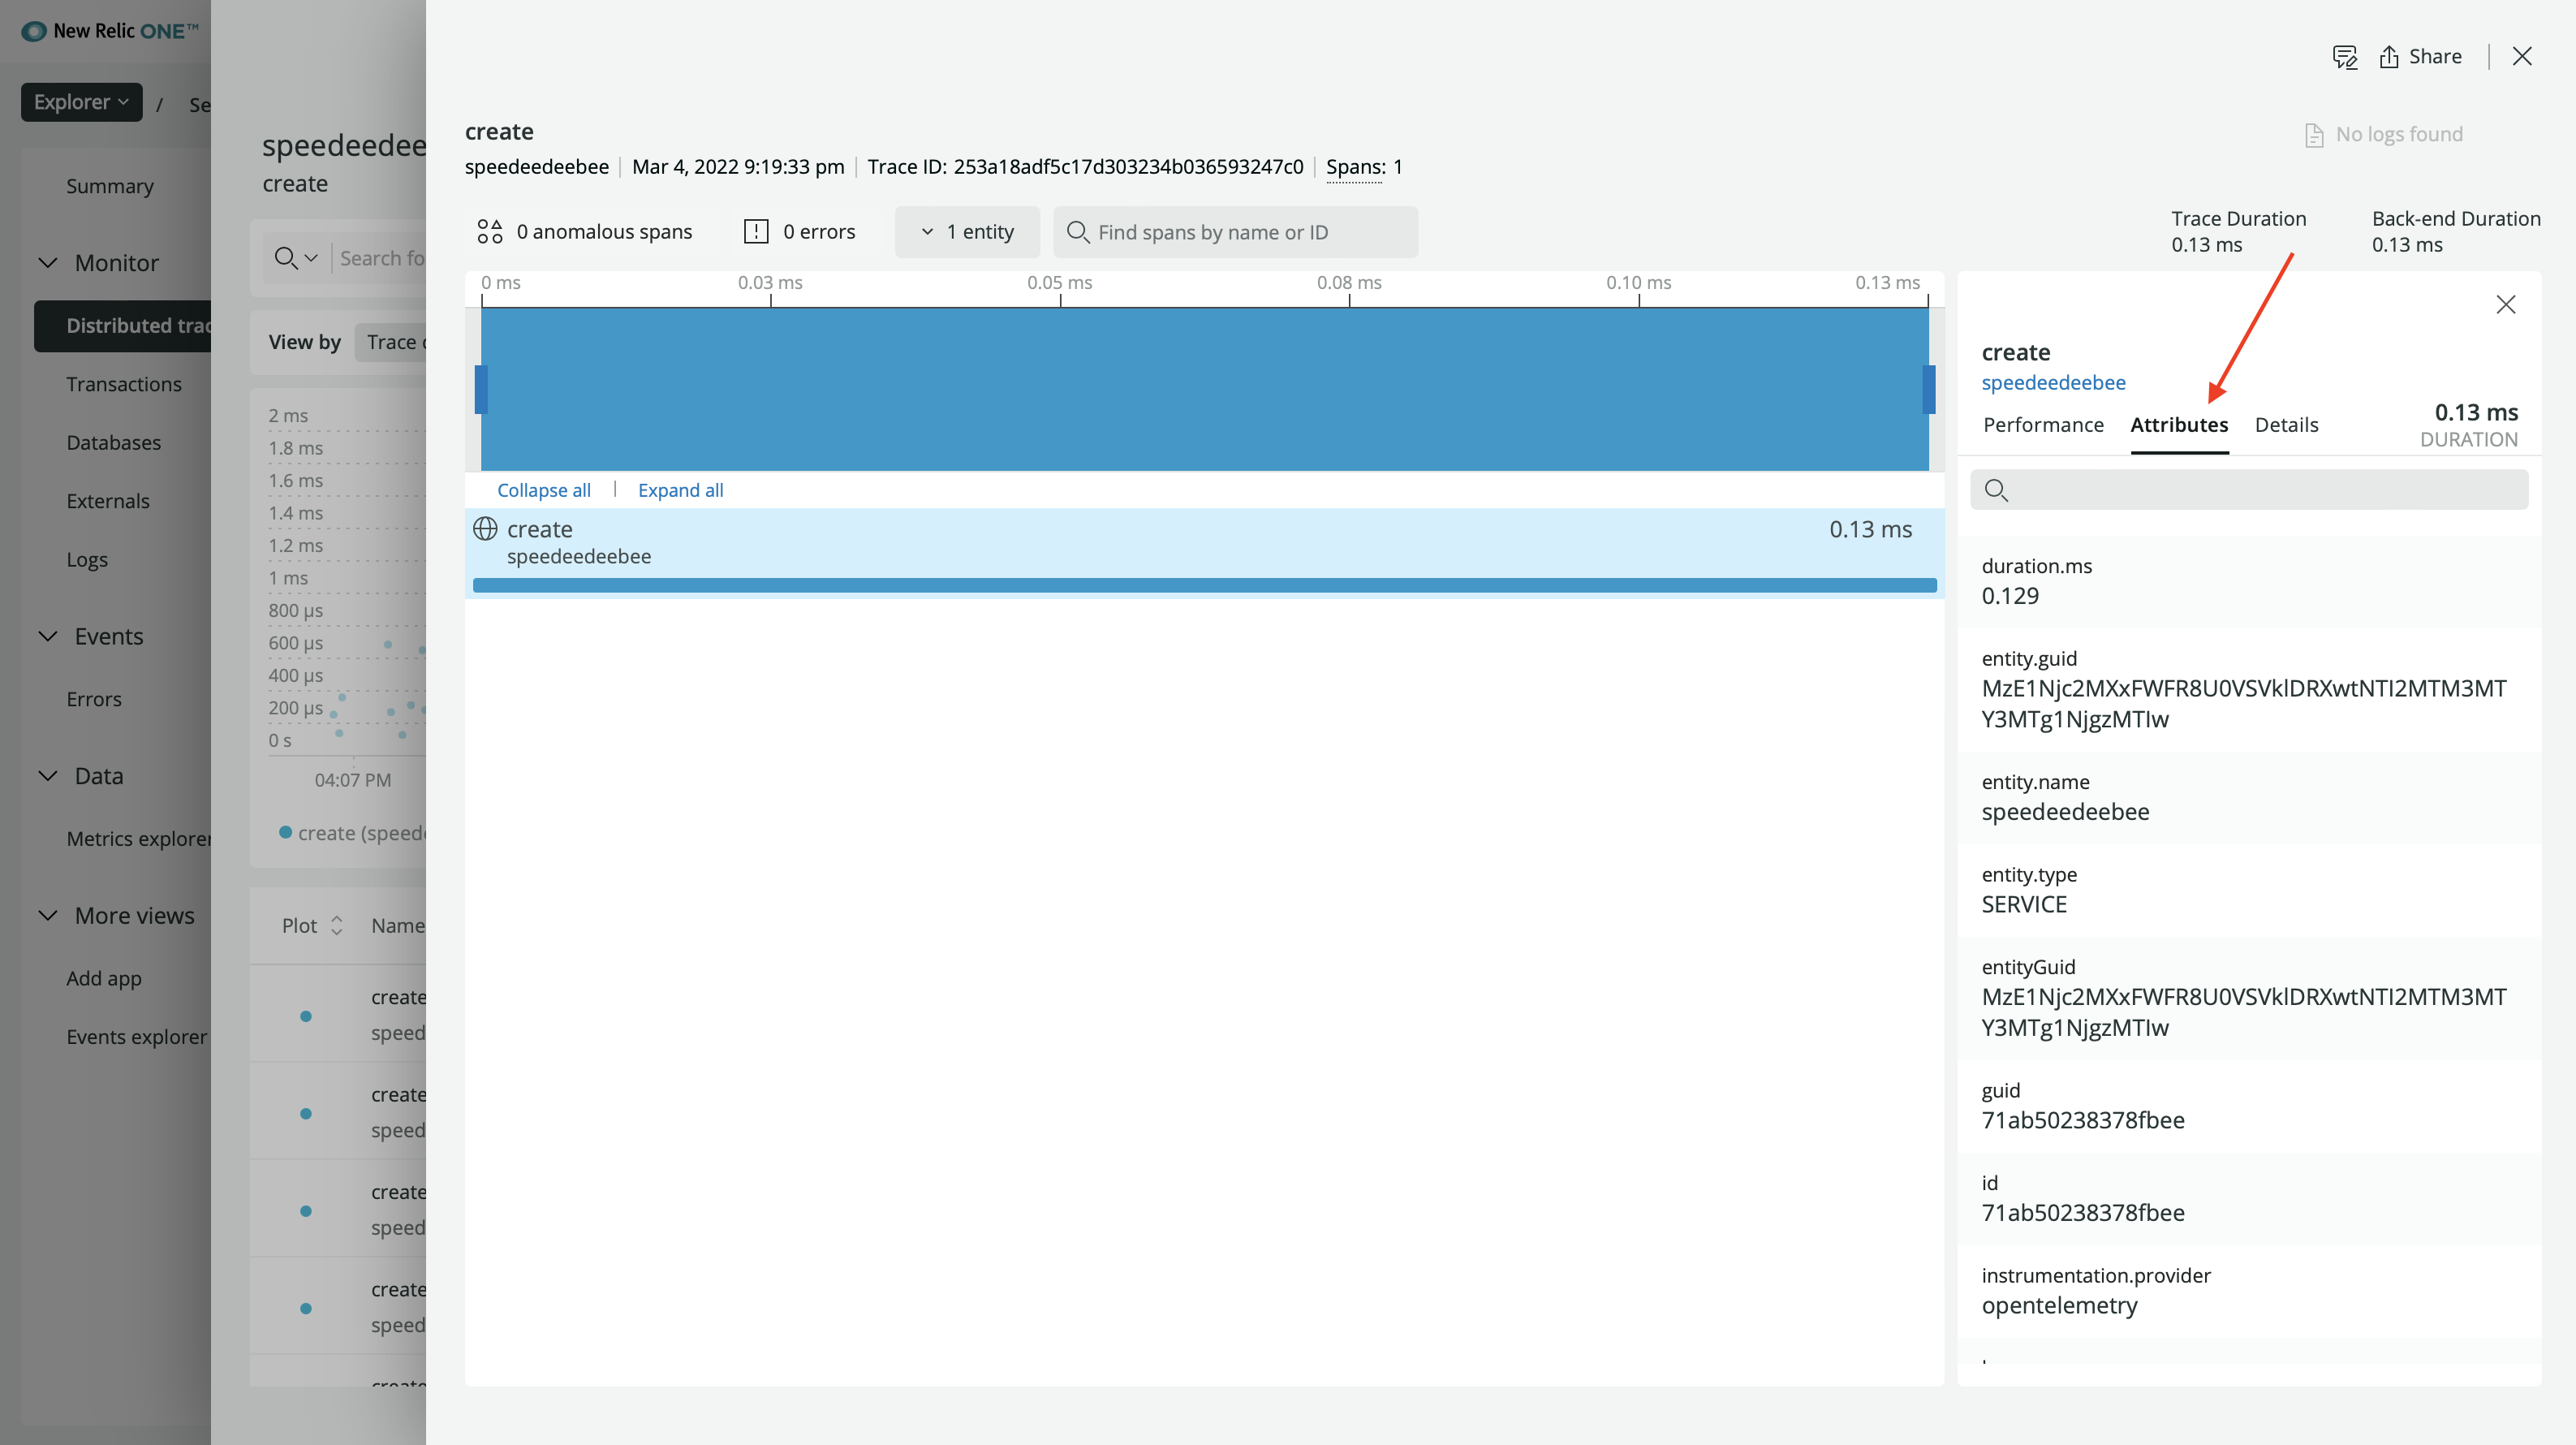 New Relic ONE™
Explorer
/
Se
Summary
Monitor
Distributed trac
Transactions
Databases
Externals
Logs
Events
Errors
Data
Metrics explorer
More views
Add app
Events explorer
speedeedee
create
Search fo
View by
Trace
2 ms
1.8 ms
1.6 ms
1.4 ms
1.2 ms
1 ms
800 µs
600 µs
400 µs
200 µs
0 s
04:07 PM
create (speed
Plot
Name
create
speed
create
speed
create
speed
create
speed
Share
create
No logs found
speedeedeebee
Mar 4, 2022 9:19:33 pm
Trace ID: 253a18adf5c17d303234b036593247c0
Spans: 1
0 anomalous spans
0 errors
1 entity
Find spans by name or ID
Trace Duration
0.13 ms
Back-end Duration
0.13 ms
0 ms
0.03 ms
0.05 ms
0.08 ms
0.10 ms
0.13 ms
Collapse all
Expand all
create
0.13 ms
speedeedeebee
create
speedeedeebee
Performance
Attributes
Details
0.13 ms
DURATION
duration.ms
0.129
entity.guid
MzE1Njc2MXxFWFR8U0VSVklDRXwtNTI2MTM3MT
Y3MTg1NjgzMTIw
entity.name
speedeedeebee
entity.type
SERVICE
entityGuid
MzE1Njc2MXxFWFR8U0VSVklDRXwtNTI2MTM3MT
Y3MTg1NjgzMTIw
guid
71ab50238378fbee
id
71ab50238378fbee
instrumentation.provider
opentelemetry